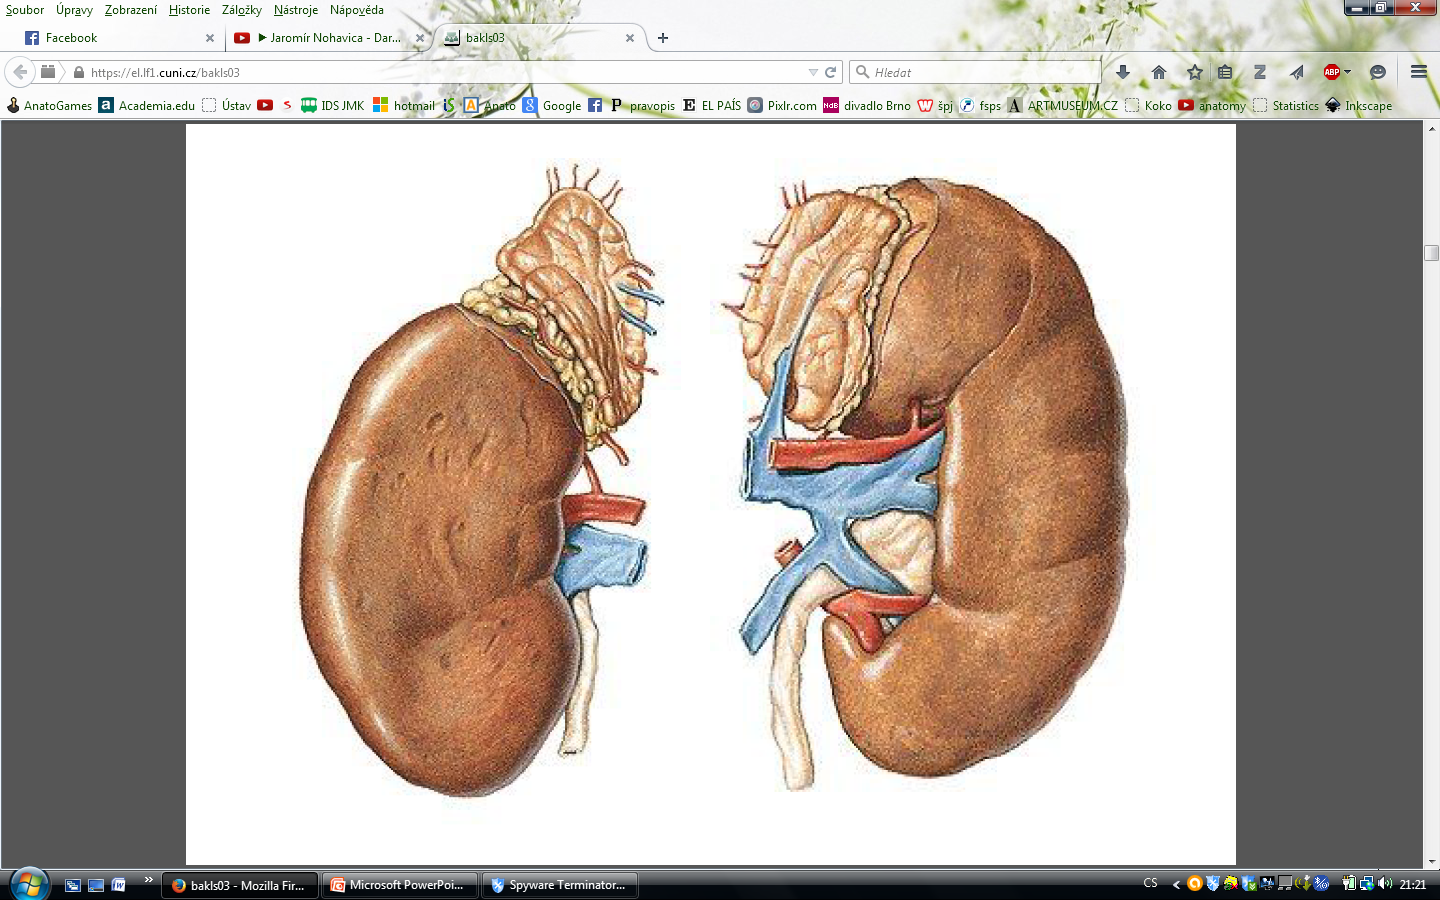 Soubor Úpravy Zobrazení Historie Záložky Nástroje Nápověda
Facebook Jaromír Nohavica - Dar... bakls03
https://el.lf1.cuni.cz/bakls03 Hledat ABP
AnatoGames Academia.edu Ústav IDS JMK hotmail Anato Google pravopis EL PAÍS Pixlr.com NdB divadlo Brno špj fsps ARTMUSEUM.CZ Koko anatomy Statistics Inkscape
bakls03 - Mozilla Fir... Microsoft PowerPoi... Spyware Terminator... CS 21:21